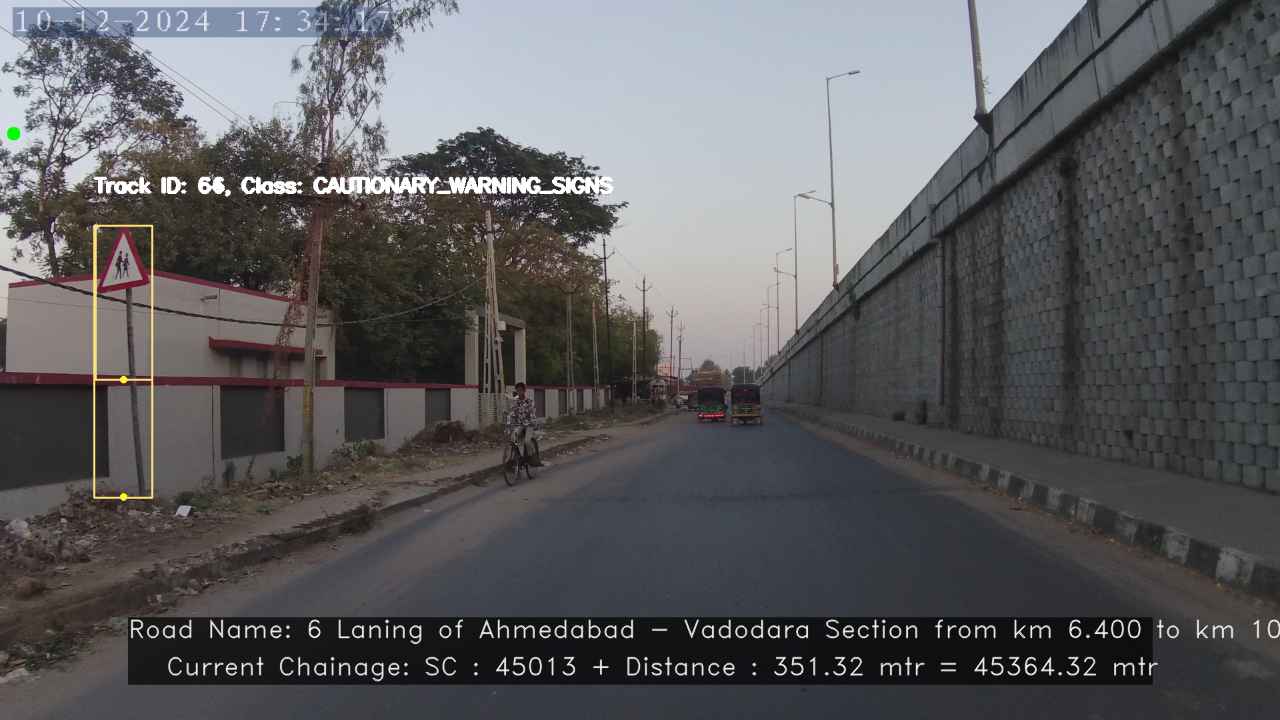 10-12-2024 17:34:17
Track ID: 66, Class: CAUTIONARY_WARNING_SIGNS
Road Name: 6 Laning of Ahmedabad - Vadodara Section from km 6.400 to km 10
Current Chainage: SC : 45013 + Distance : 351.32 mtr = 45364.32 mtr